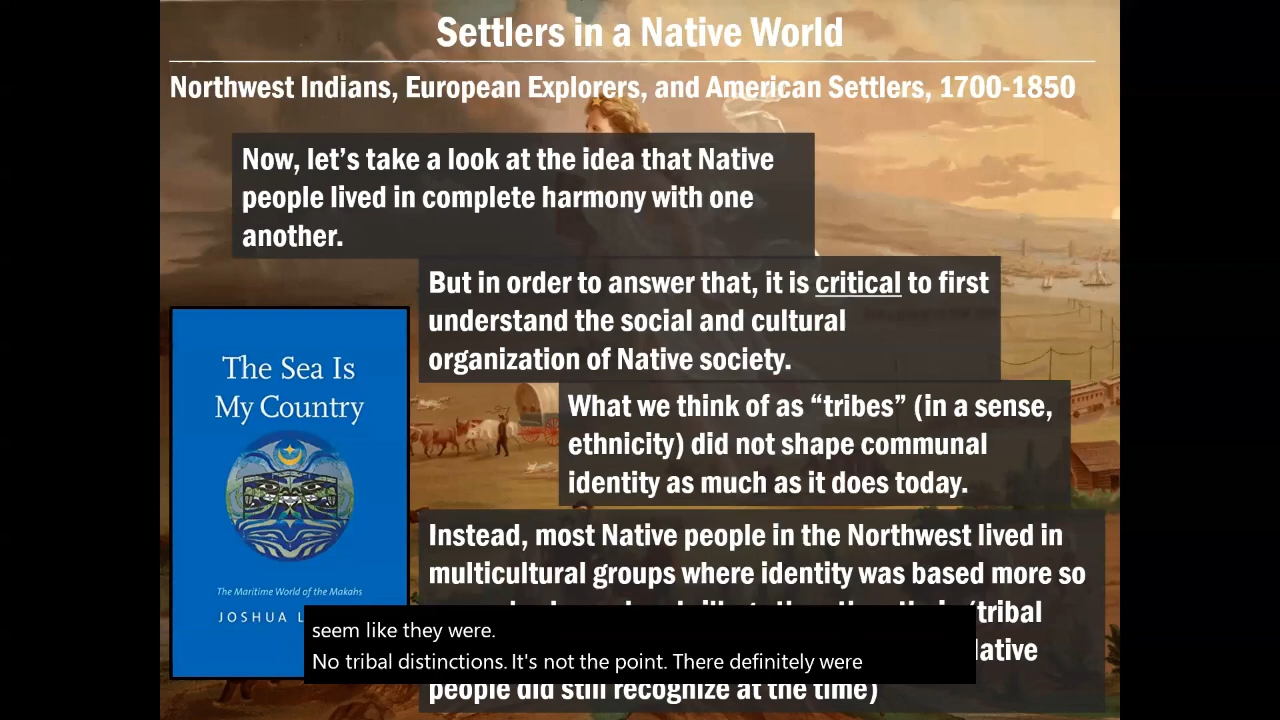 Settlers in a Native World
Northwest Indians, European Explorers, and American Settlers, 1700-1850
Now, let’s take a look at the idea that Native
people lived in complete harmony with one
another.
But in order to answer that, it is critical to first
understand the social and cultural
organization of Native society.
What we think of as “tribes” (in a sense,
ethnicity) did not shape communal
identity as much as it does today.
Instead, most Native people in the Northwest lived in
multicultural groups where identity was based more so
tribal
people did still recognize at the time)
The Sea Is
My Country
The Maritime World of the Makahs
JOSHUA L
seem like they were.
No tribal distinctions. It's not the point. There definitely were